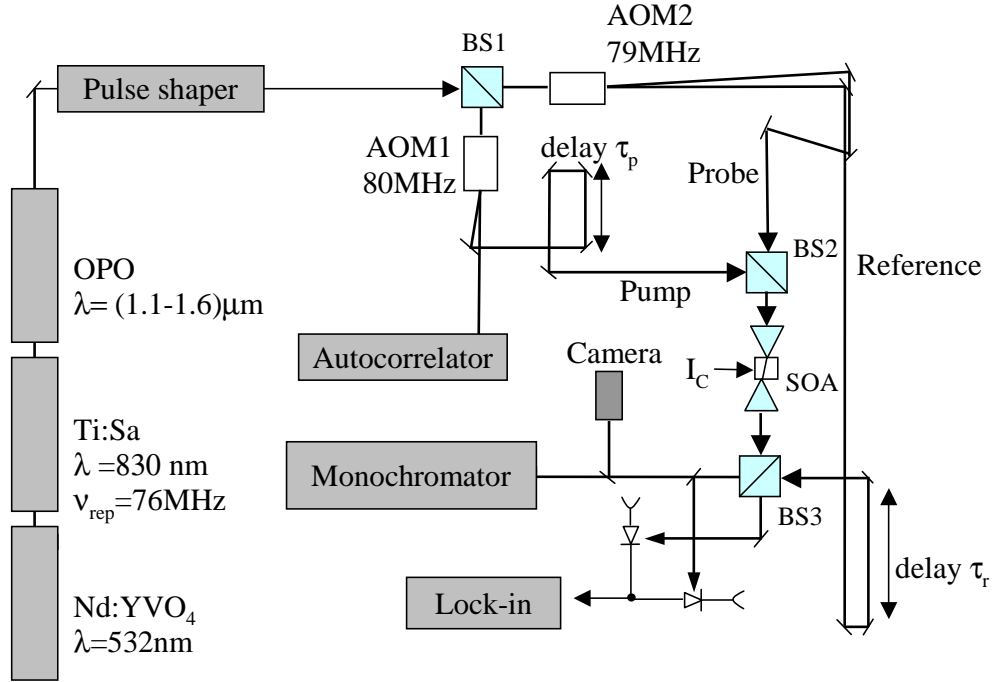 AOM2
79MHz
BS1
Pulse shaper
AOM1
80MHz
delay τp
Probe
BS2
Reference
OPO
λ= (1.1-1.6)μm
Pump
Autocorrelator
Camera
IC
SOA
Ti:Sa
λ =830 nm
νrep=76MHz
Monochromator
BS3
delay τr
Lock-in
Nd:YVO4
λ=532nm